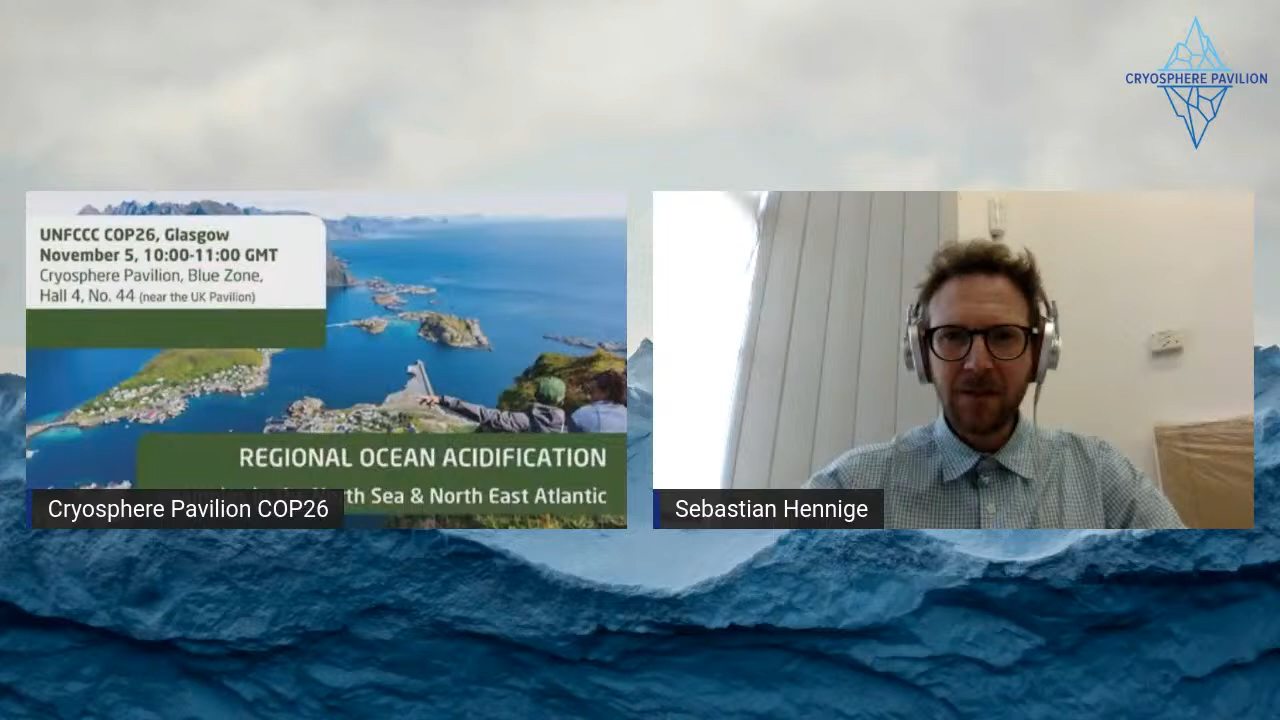 CRYOSPHERE PAVILION
UNFCCC COP26, Glasgow
November 5, 10:00-11:00 GMT
Cryosphere Pavilion, Blue Zone,
Hall 4, No. 44 (near the UK Pavilion)
REGIONAL OCEAN ACIDIFICATION
Sea & North East Atlantic
Cryosphere Pavilion COP26
Sebastian Hennige